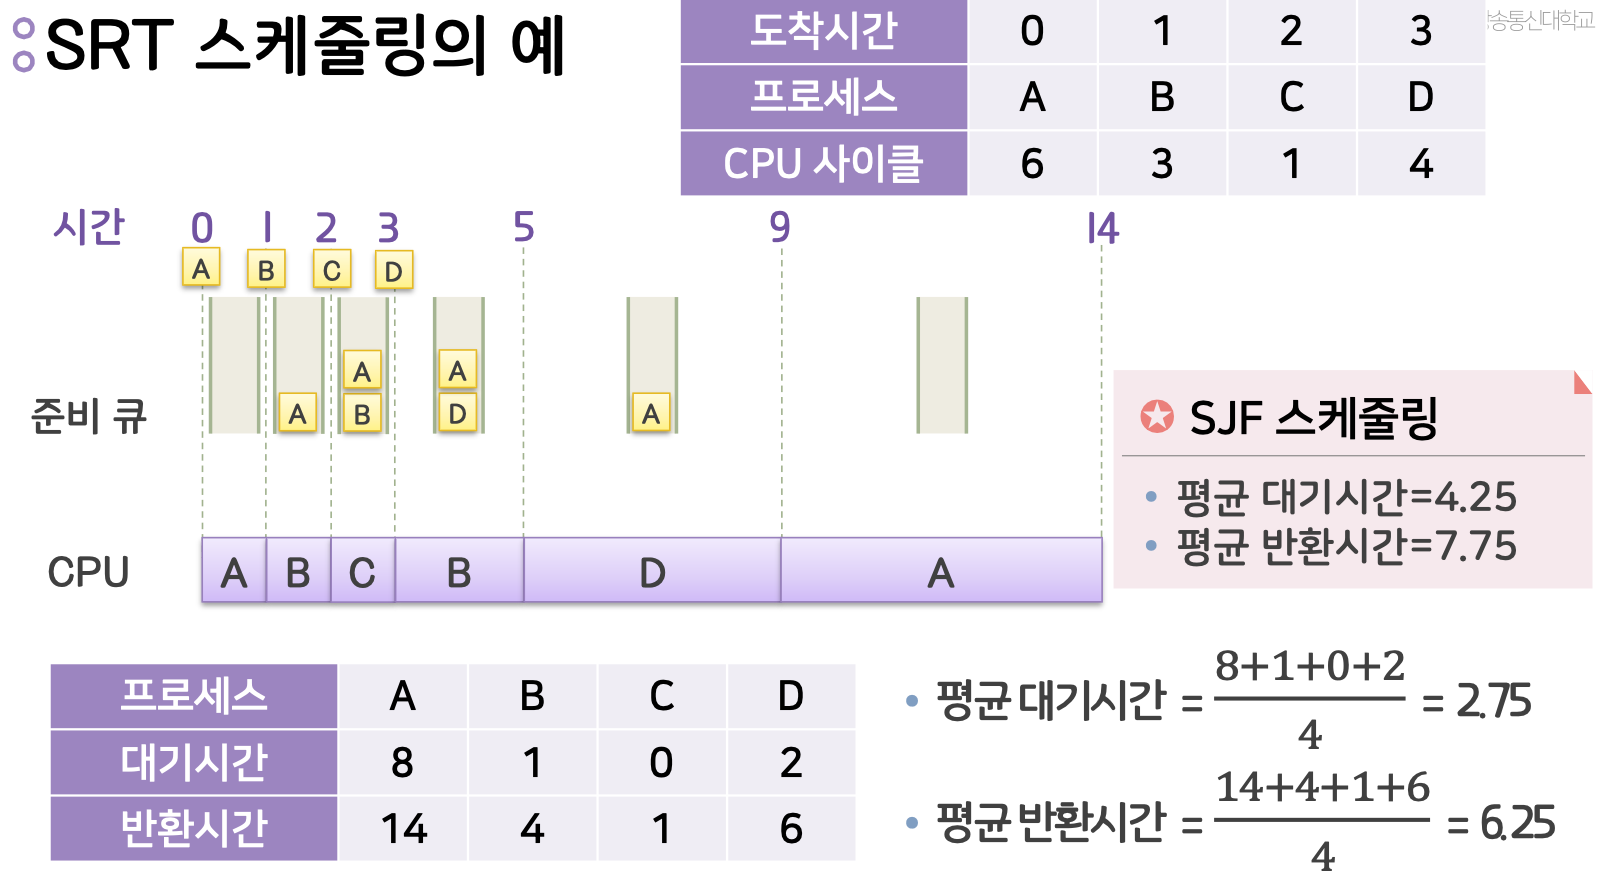 SRT 스케줄링의 예
송통신대학교
도착시간 0 1 2 3
프로세스 A B C D
CPU 사이클 6 3 1 4
시간 0 1 2 3 5 9 14
A B C D
A A
준비 큐 A B D A
CPU A B C B D A
SJF 스케줄링
• 평균 대기시간=4.25
• 평균 반환시간=7.75
프로세스 A B C D
대기시간 8 1 0 2
반환시간 14 4 1 6
• 평균 대기시간 = 8+1+0+2 / 4 = 2.75
• 평균 반환시간 = 14+4+1+6 / 4 = 6.25